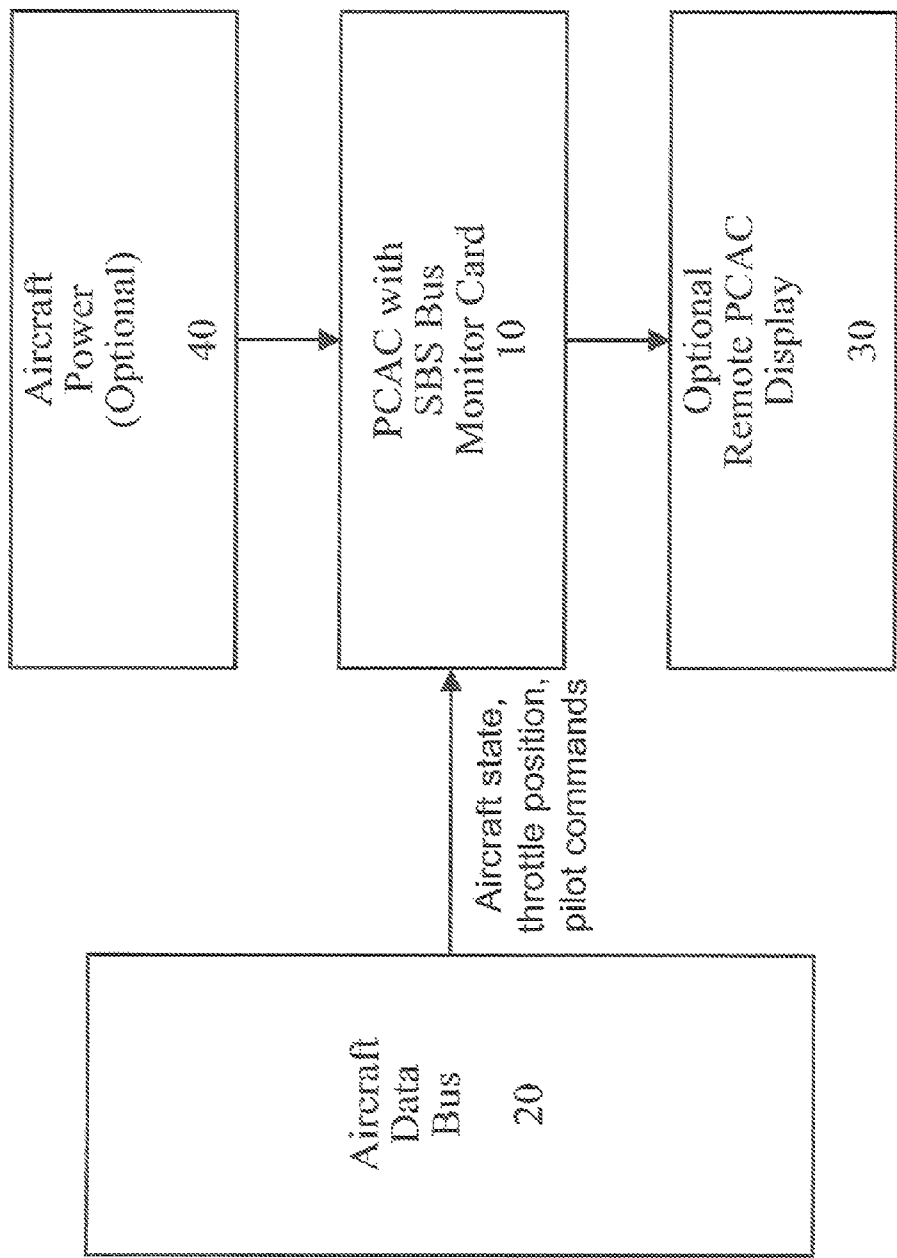 Aircraft
Power
(Optional)
40
PCAC with
SBS Bus
Monitor Card
10
Optional
Remote PCAC
Display
30
Aircraft state,
throttle position,
pilot commands
Aircraft
Data
Bus
20